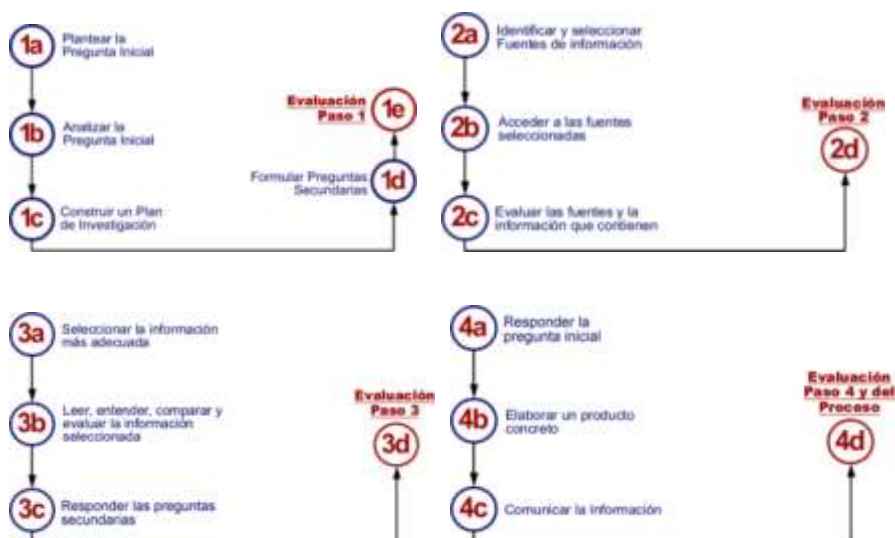 1a
Plantear la
Pregunta Inicial
1b
Analizar la
Pregunta Inicial
1c
Construir un Plan
de Investigación
Formular Preguntas
Secundarias
1d
Evaluación
Paso 1
1e
2a
Identificar y seleccionar
Fuentes de información
2b
Acceder a las fuentes
seleccionadas
2c
Evaluar las fuentes y la
información que contienen
Evaluación
Paso 2
2d
3a
Seleccionar la información
más adecuada
3b
Leer, entender, comparar y
evaluar la información
seleccionada
3c
Responder las preguntas
secundarias
Evaluación
Paso 3
3d
4a
Responder la
pregunta inicial
4b
Elaborar un producto
concreto
4c
Comunicar la Información
Evaluación
Paso 4 y del
Proceso
4d